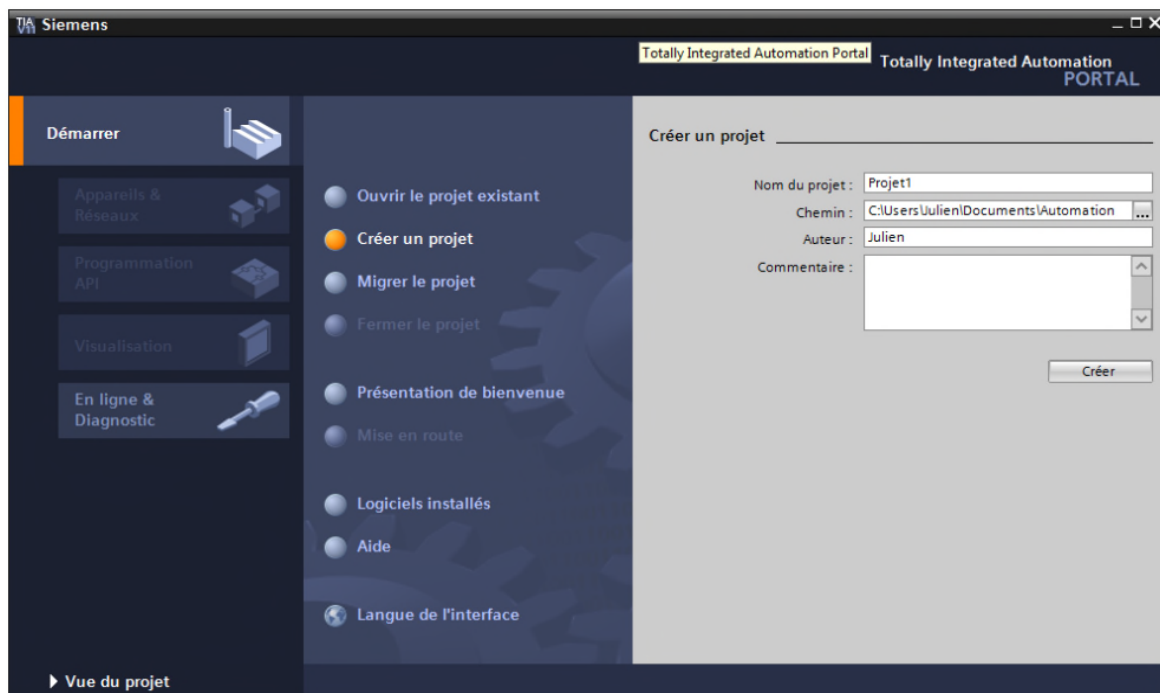 TIA
V11
Siemens
Totally Integrated Automation Portal
Totally Integrated Automation
PORTAL
Démarrer
Appareils &
Réseaux
Programmation
API
Visualisation
En ligne &
Diagnostic
Vue du projet
Ouvrir le projet existant
Créer un projet
Migrer le projet
Fermer le projet
Présentation de bienvenue
Mise en route
Logiciels installés
Aide
Langue de l'interface
Créer un projet
Nom du projet : Projet1
Chemin : C:\Users\Julien\Documents\Automation ...
Auteur : Julien
Commentaire :
Créer